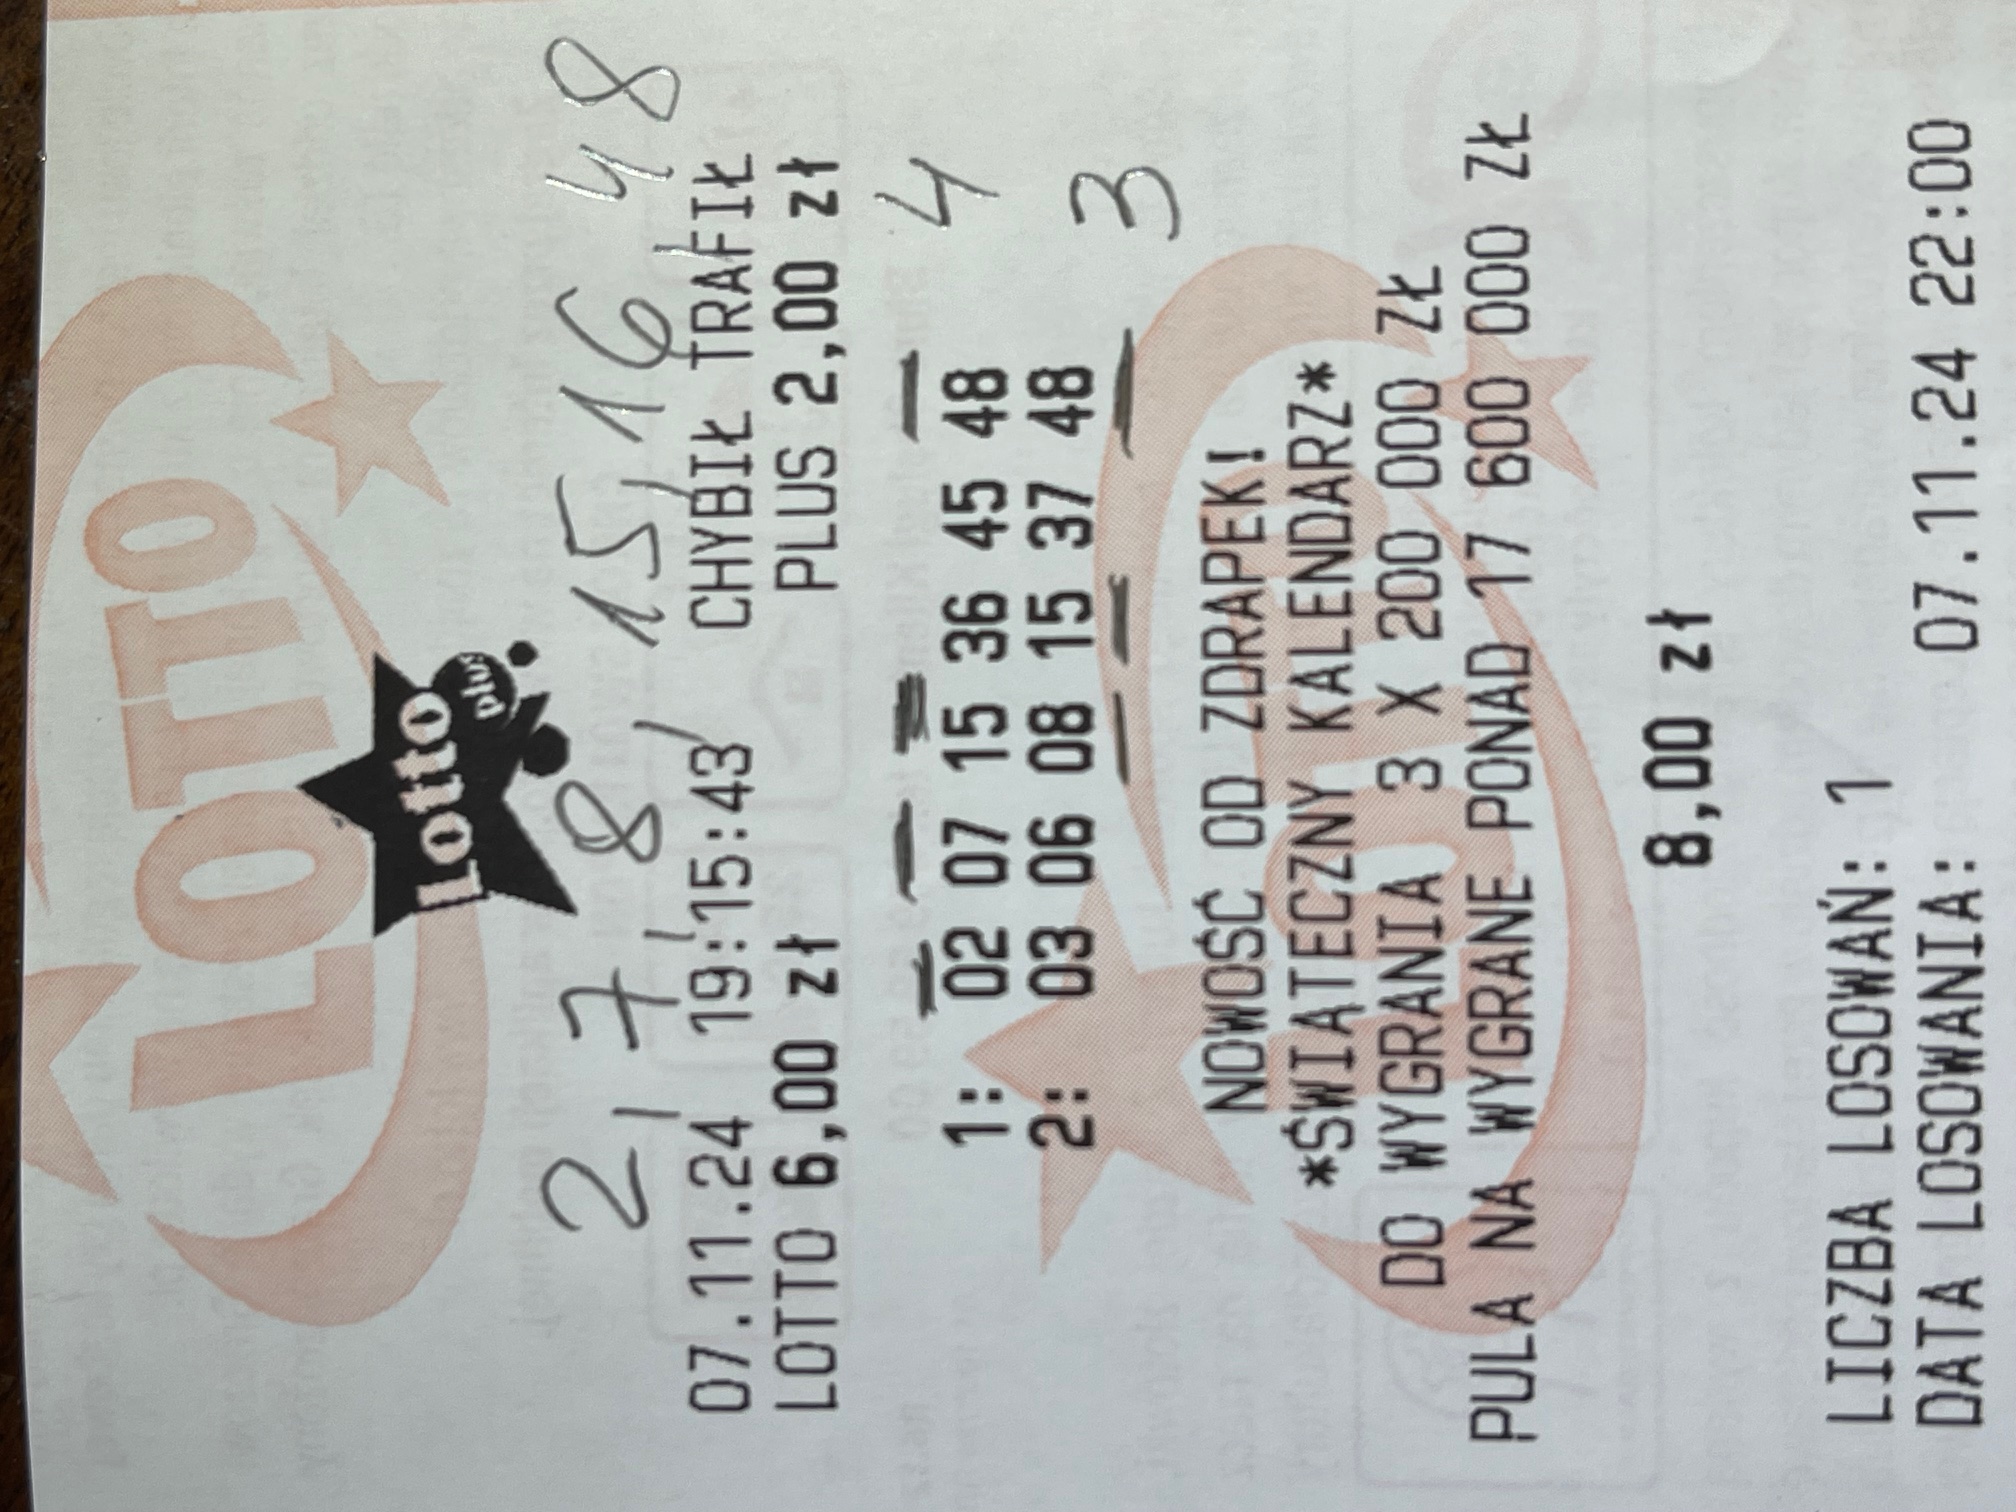 LOTTO
Lotto
plus
2, 7, 8, 15, 16, 48
07.11.24 19:15:43 CHYBIŁ TRAFIŁ
LOTTO 6,00 zł PLUS 2,00 zł
4
1: 02 07 15 36 45 48
2: 03 06 08 15 37 48
3
NOWOŚĆ OD ZDRAPEK!
*ŚWIATECZNY KALENDARZ*
DO WYGRANIA 3 X 200 000 ZŁ
PULA NA WYGRANE PONAD 17 600 000 ZŁ
8,00 zł
LICZBA LOSOWAŃ: 1
DATA LOSOWANIA: 07.11.24 22:00